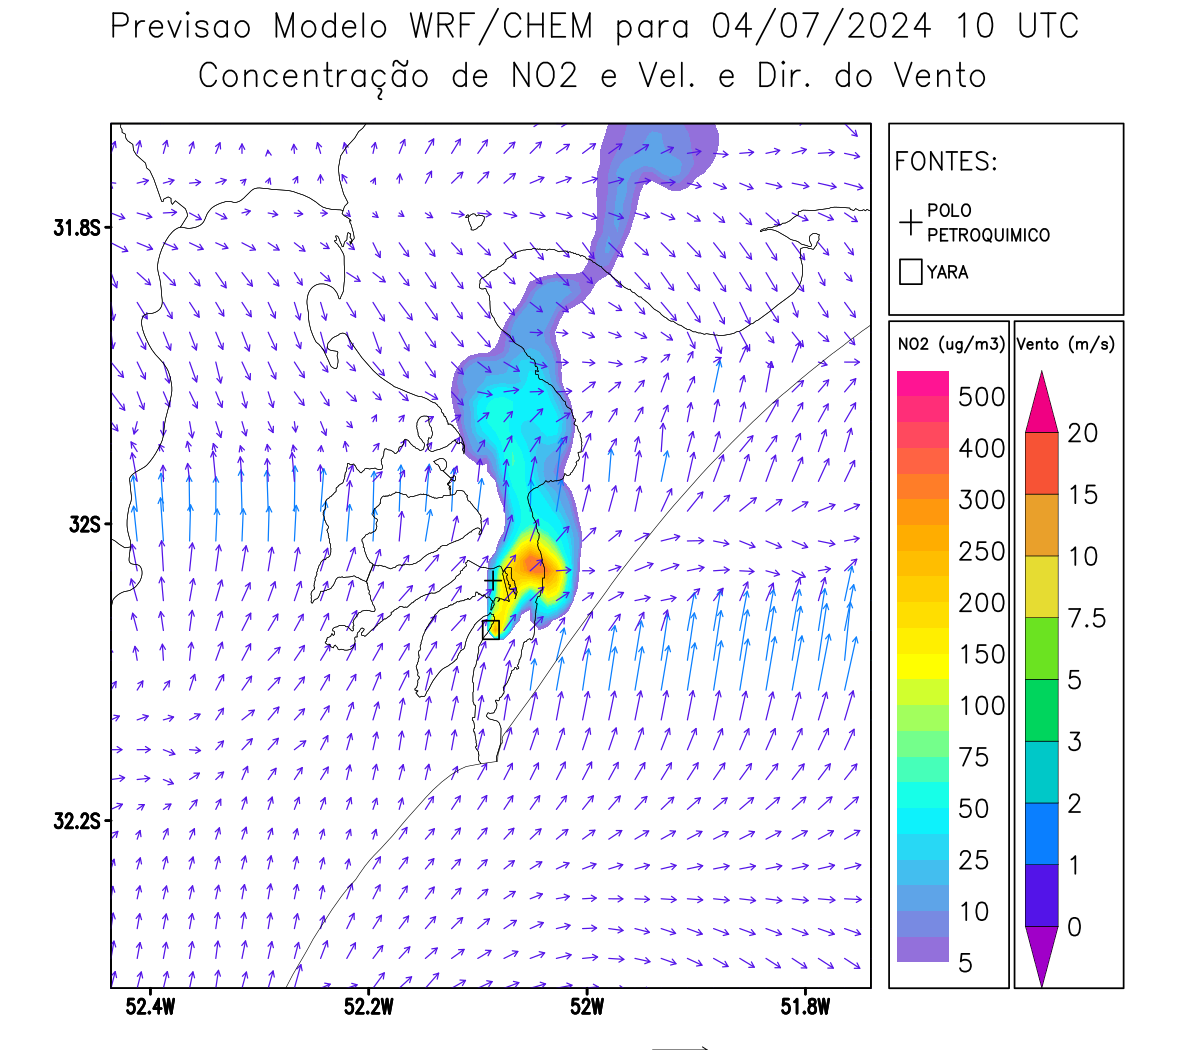 Previsao Modelo WRF/CHEM para 04/07/2024 10 UTC
Concentração de NO2 e Vel. e Dir. do Vento
FONTES:
POLO
PETROQUIMICO
YARA
31.8S
32S
32.2S
52.4W
52.2W
52W
51.8W
NO2 (ug/m3)
500
400
300
250
200
150
100
75
50
25
10
5
Vento (m/s)
20
15
10
7.5
5
3
2
1
0